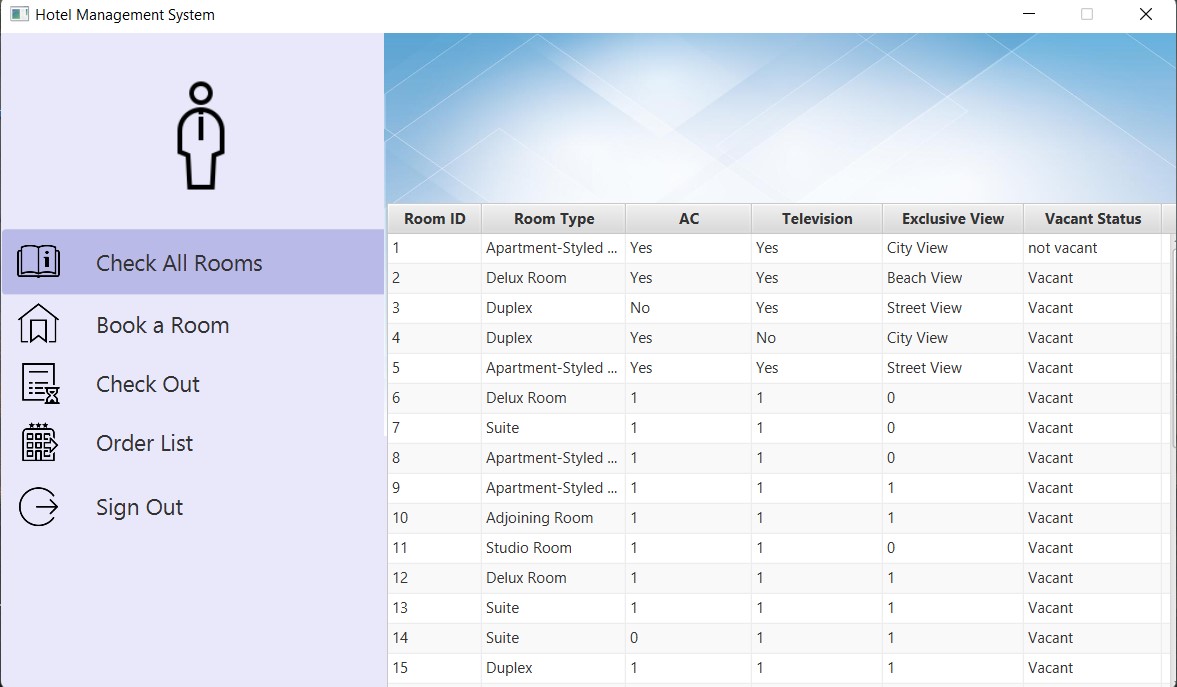 Hotel Management System
Check All Rooms
Book a Room
Check Out
Order List
Sign Out
Room ID Room Type AC Television Exclusive View Vacant Status
1 Apartment-Styled ... Yes Yes City View not vacant
2 Delux Room Yes Yes Beach View Vacant
3 Duplex No Yes Street View Vacant
4 Duplex Yes No City View Vacant
5 Apartment-Styled ... Yes Yes Street View Vacant
6 Delux Room 1 1 0 Vacant
7 Suite 1 1 0 Vacant
8 Apartment-Styled ... 1 1 0 Vacant
9 Apartment-Styled ... 1 1 1 Vacant
10 Adjoining Room 1 1 1 Vacant
11 Studio Room 1 1 0 Vacant
12 Delux Room 1 1 1 Vacant
13 Suite 1 1 1 Vacant
14 Suite 0 1 1 Vacant
15 Duplex 1 1 1 Vacant